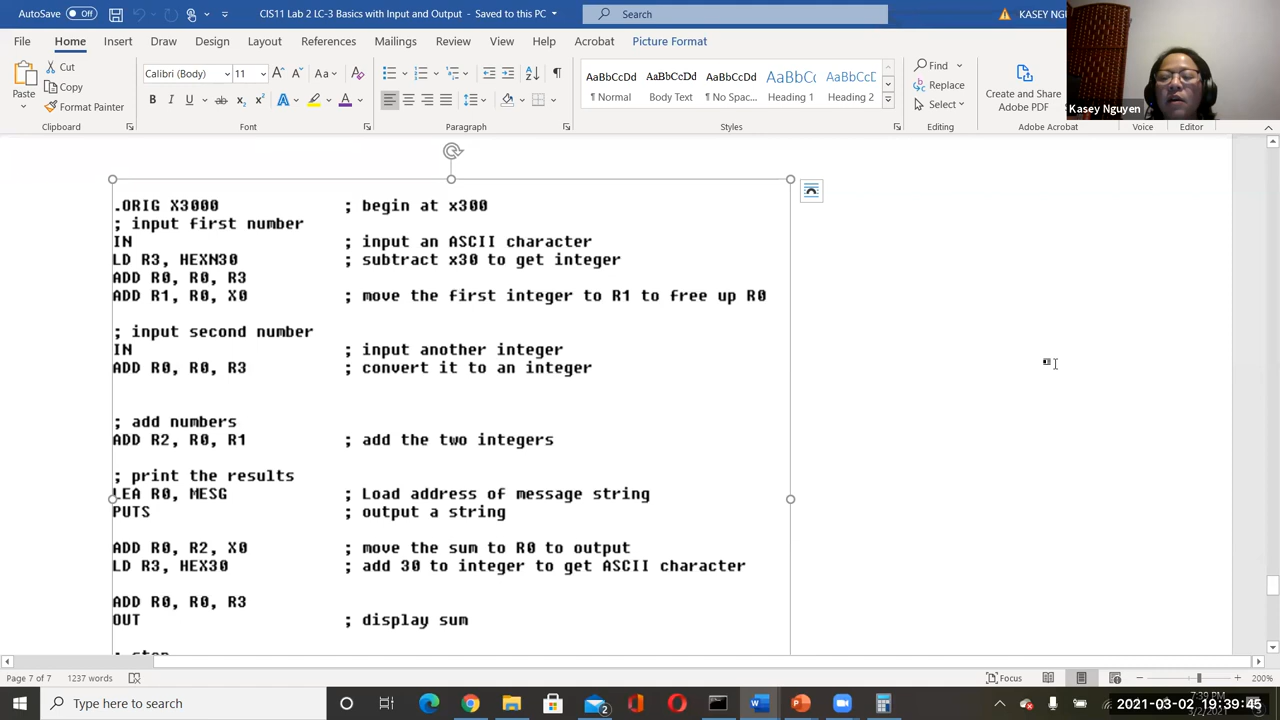 AutoSave Off CIS11 Lab 2 LC-3 Basics with Input and Output - Saved to this PC Search KASEY NG
File Home Insert Draw Design Layout References Mailings Review View Help Acrobat Picture Format
Paste Cut Copy Format Painter
Calibri (Body) 11
AaBbCcDd AaBbCcDd AaBbCcDd AaBbC AaBbCcD
¶ Normal Body Text ¶ No Spac... Heading 1 Heading 2
Find Replace Select
Create and Share Adobe PDF
Kasey Nguyen
Clipboard Font Paragraph Styles Editing Adobe Acrobat Voice Editor
.ORIG X3000 ; begin at x300
; input first number
IN ; input an ASCII character
LD R3, HEXN30 ; subtract x30 to get integer
ADD R0, R0, R3
ADD R1, R0, X0 ; move the first integer to R1 to free up R0
; input second number
IN ; input another integer
ADD R0, R0, R3 ; convert it to an integer
; add numbers
ADD R2, R0, R1 ; add the two integers
; print the results
LEA R0, MESG ; Load address of message string
PUTS ; output a string
ADD R0, R2, X0 ; move the sum to R0 to output
LD R3, HEX30 ; add 30 to integer to get ASCII character
ADD R0, R0, R3
OUT ; display sum
; stop
Page 7 of 7 1237 words Focus 200%
Type here to search
2021-03-02 19:39:45